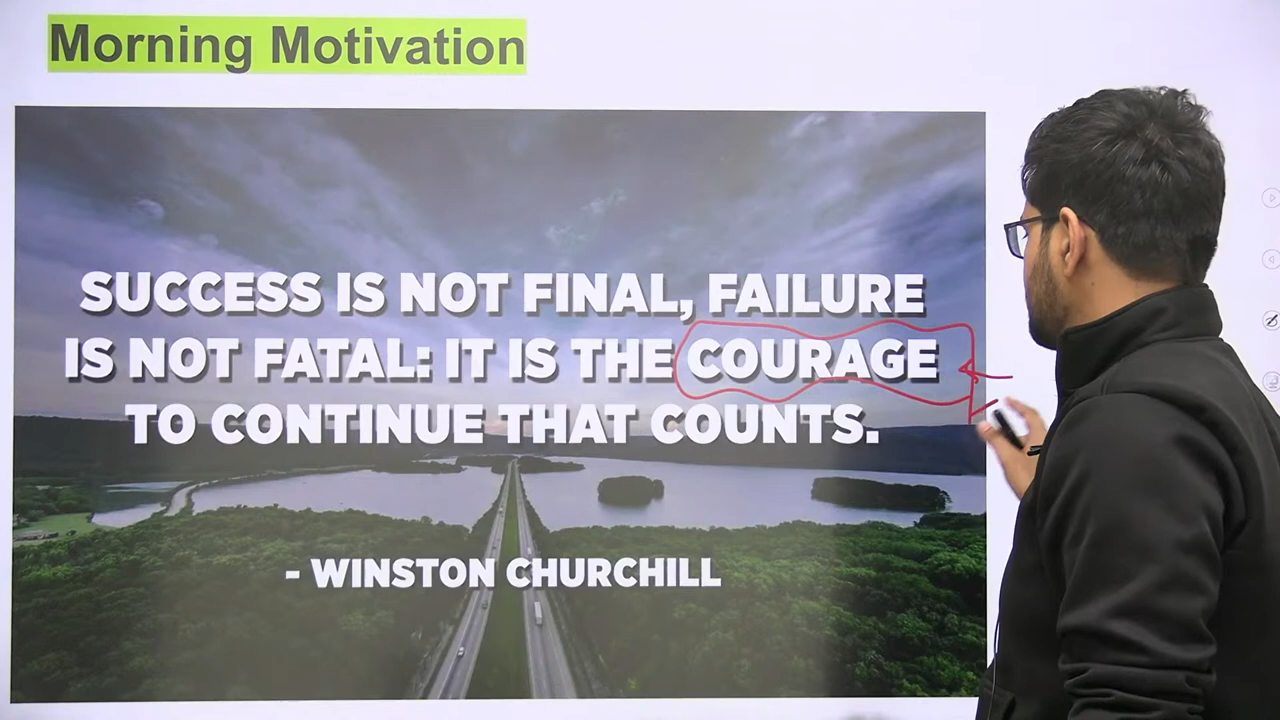 Morning Motivation
SUCCESS IS NOT FINAL, FAILURE
IS NOT FATAL: IT IS THE COURAGE
TO CONTINUE THAT COUNTS.
- WINSTON CHURCHILL